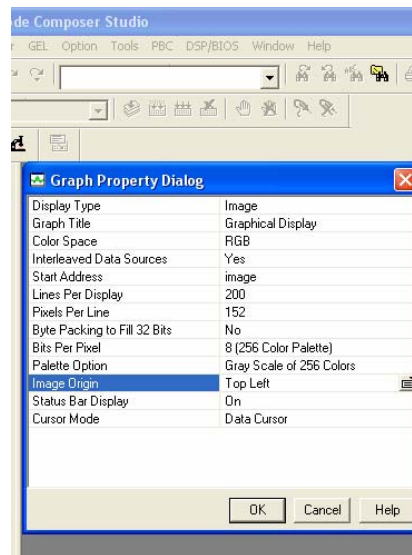 ode Composer Studio
GEL Option Tools PBC DSP/BIOS Window Help
Graph Property Dialog
Display Type Image
Graph Title Graphical Display
Color Space RGB
Interleaved Data Sources Yes
Start Address image
Lines Per Display 200
Pixels Per Line 152
Byte Packing to Fill 32 Bits No
Bits Per Pixel 8 (256 Color Palette)
Palette Option Gray Scale of 256 Colors
Image Origin Top Left
Status Bar Display On
Cursor Mode Data Cursor
OK Cancel Help